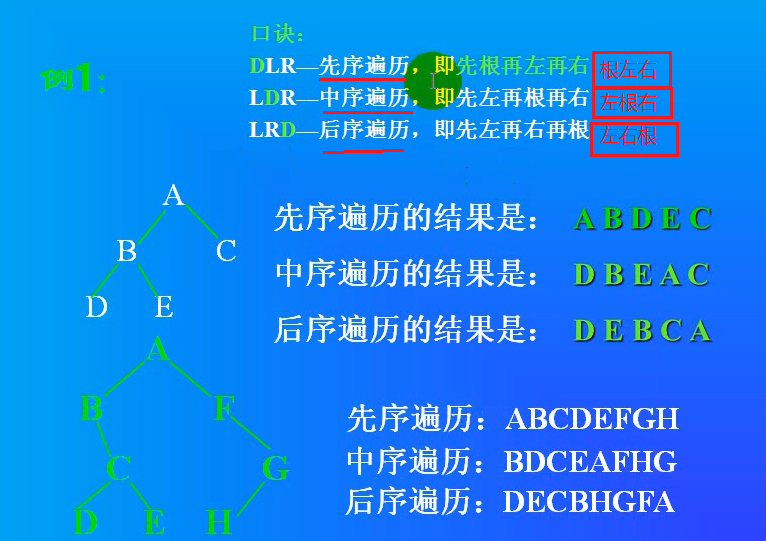 口诀：
例1：
DLR—先序遍历，即先根再左再右 根左右
LDR—中序遍历，即先左再根再右 左根右
LRD—后序遍历，即先左再右再根 左右根
A
B C
D E
先序遍历的结果是： A B D E C
中序遍历的结果是： D B E A C
后序遍历的结果是： D E B C A
A
B F
C G
D E H
先序遍历：ABCDEFGH
中序遍历：BDCEAFHG
后序遍历：DECBHGFA